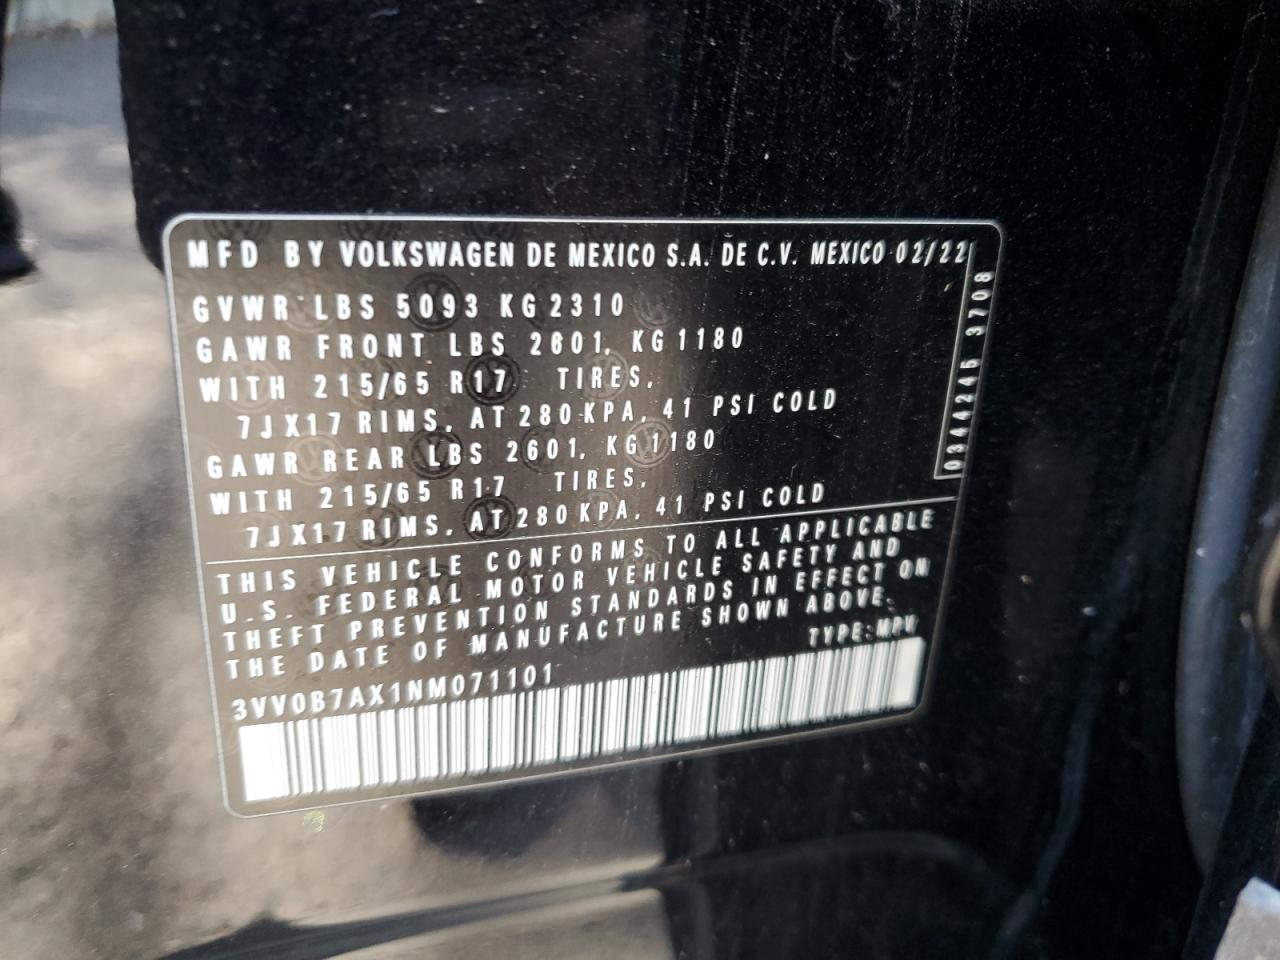 MFD BY VOLKSWAGEN DE MEXICO S.A. DE C.V. MEXICO 02/22
GVWR LBS 5093 KG 2310
GAWR FRONT LBS 2601, KG 1180
WITH 215/65 R17 TIRES,
7JX17 RIMS, AT 280 KPA, 41 PSI COLD
GAWR REAR LBS 2601, KG 1180
WITH 215/65 R17 TIRES,
7JX17 RIMS, AT 280 KPA, 41 PSI COLD
0344245 3708
THIS VEHICLE CONFORMS TO ALL APPLICABLE
U.S. FEDERAL MOTOR VEHICLE SAFETY AND
THEFT PREVENTION STANDARDS IN EFFECT ON
THE DATE OF MANUFACTURE SHOWN ABOVE.
TYPE:MPV
3VV0B7AX1NM071101